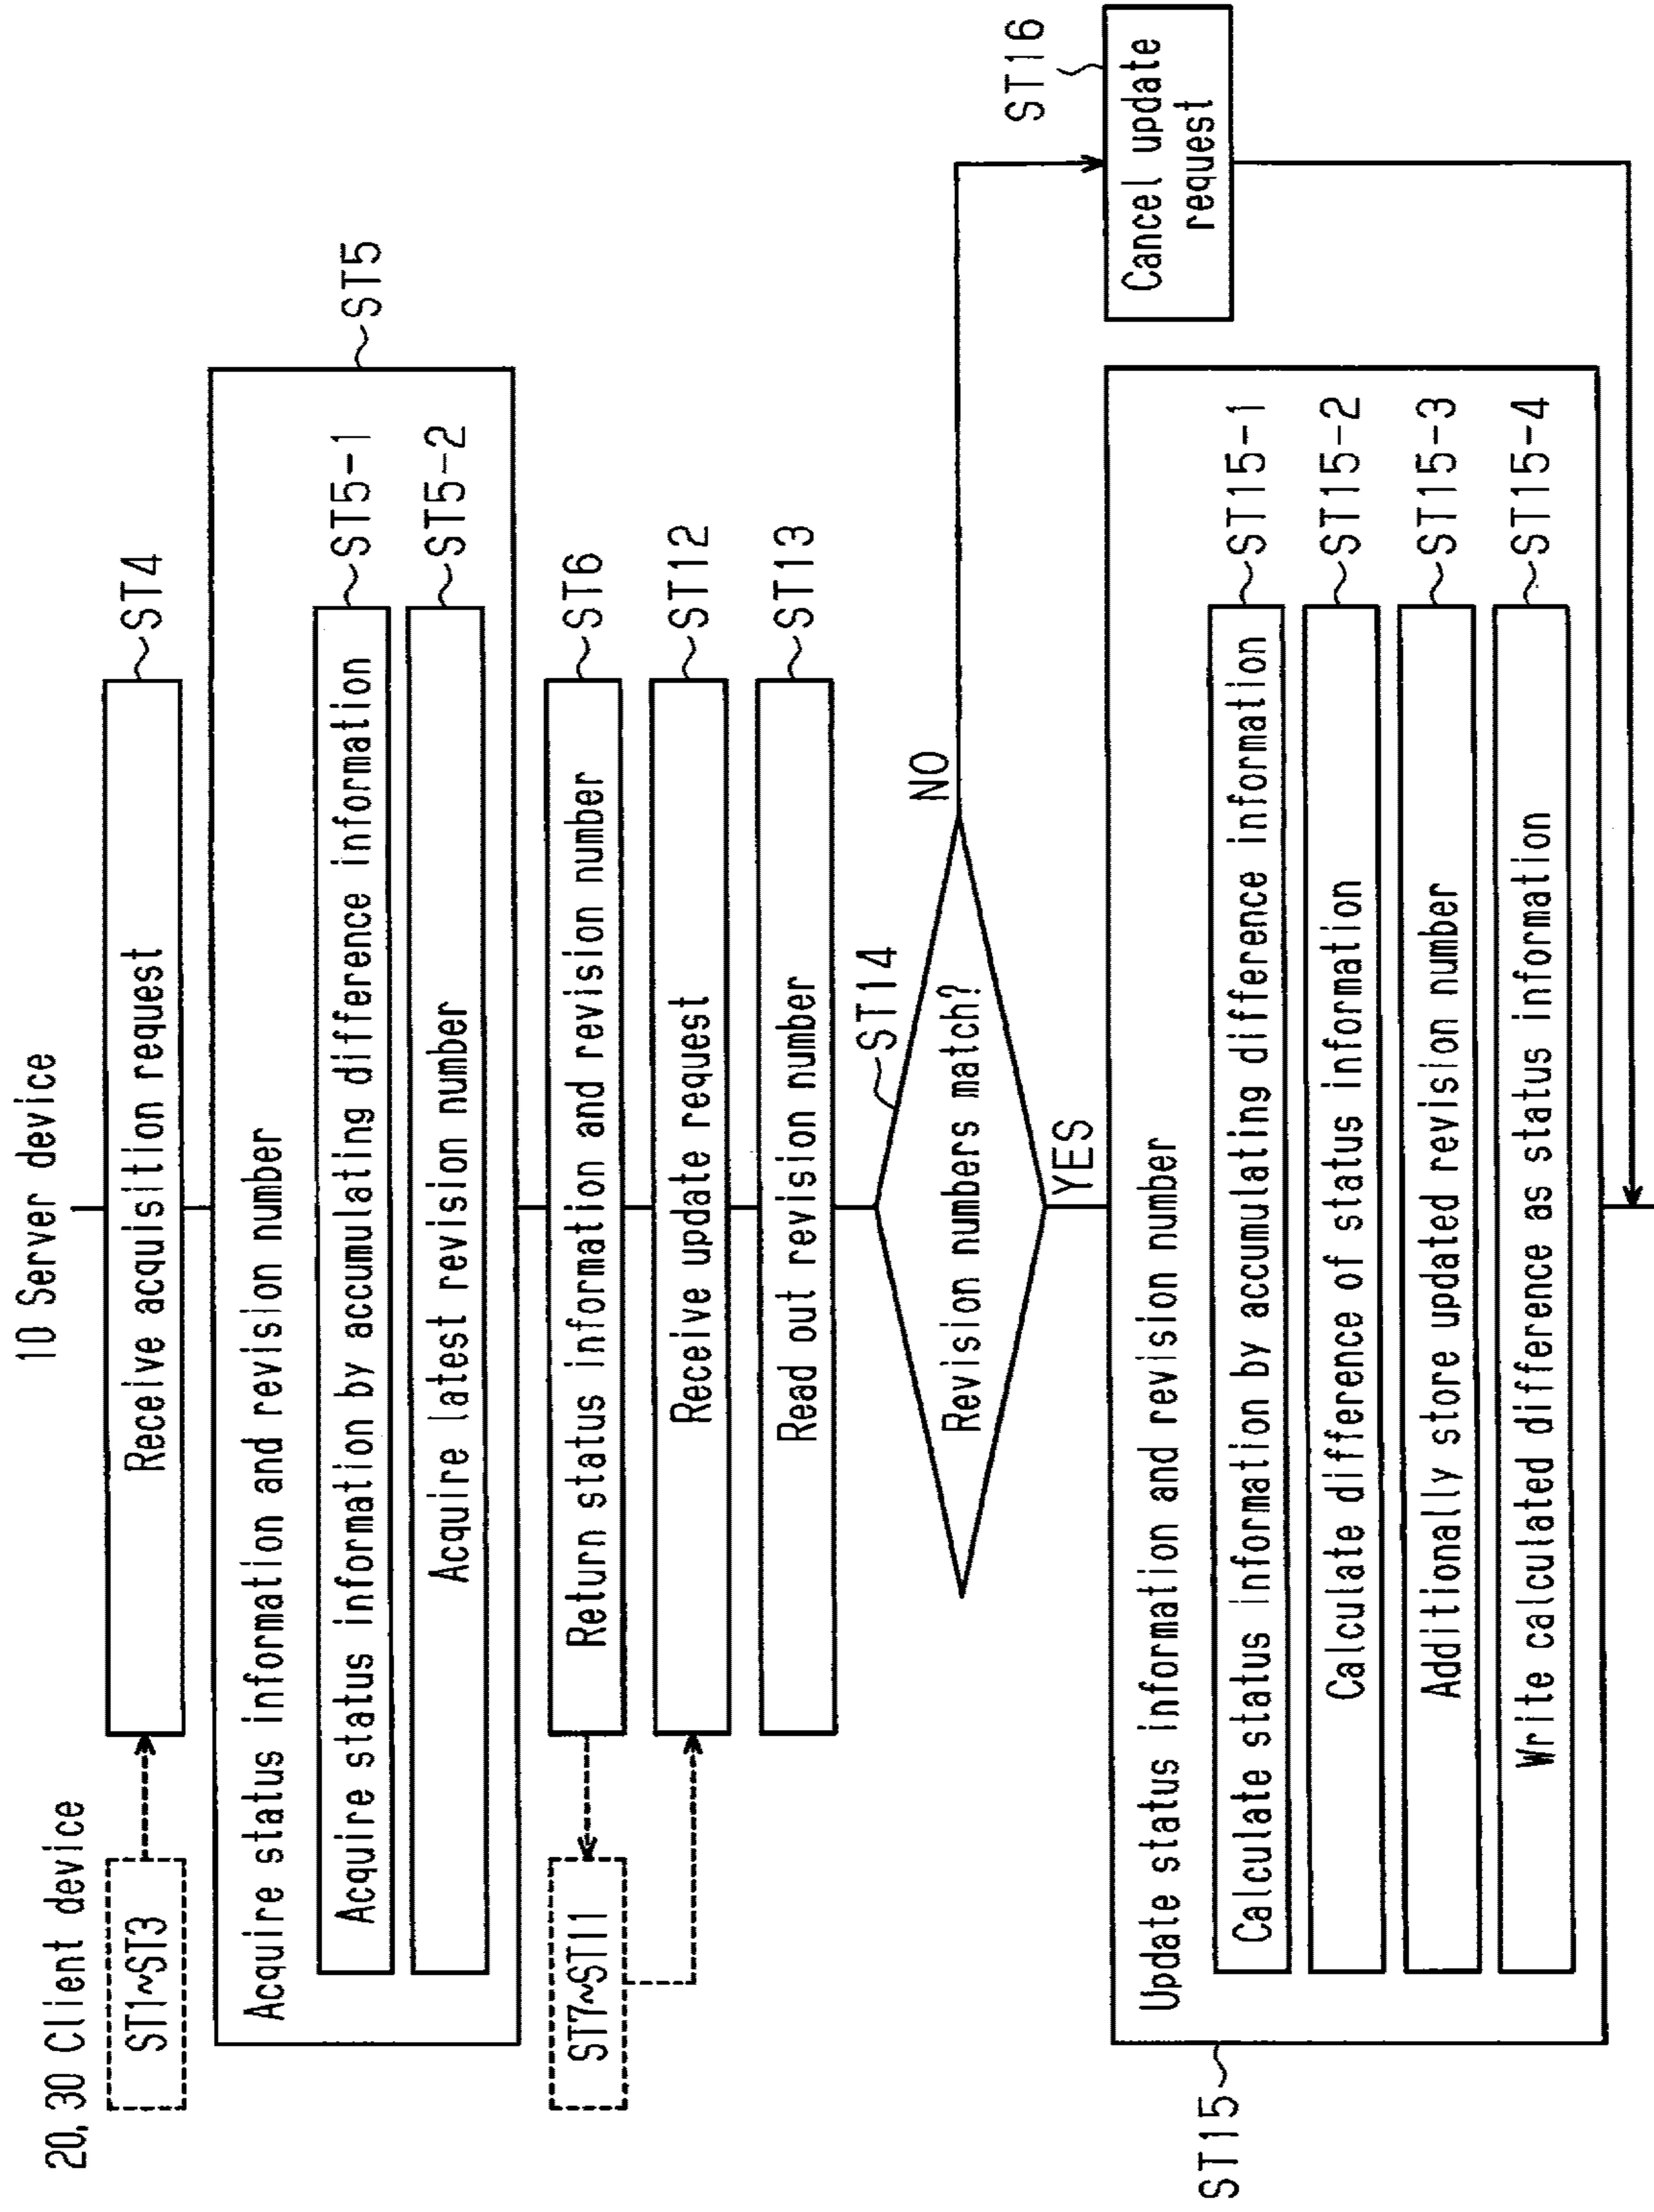 10 Server device
20, 30 Client device
ST1~ST3
Receive acquisition request
ST4
Acquire status information and revision number
ST5
Acquire status information by accumulating difference information
ST5-1
Acquire latest revision number
ST5-2
Return status information and revision number
ST6
ST7~ST11
Receive update request
ST12
Read out revision number
ST13
ST14
Revision numbers match?
NO
YES
ST16
Cancel update
request
ST15
Update status information and revision number
Calculate status information by accumulating difference information
ST15-1
Calculate difference of status information
ST15-2
Additionally store updated revision number
ST15-3
Write calculated difference as status information
ST15-4